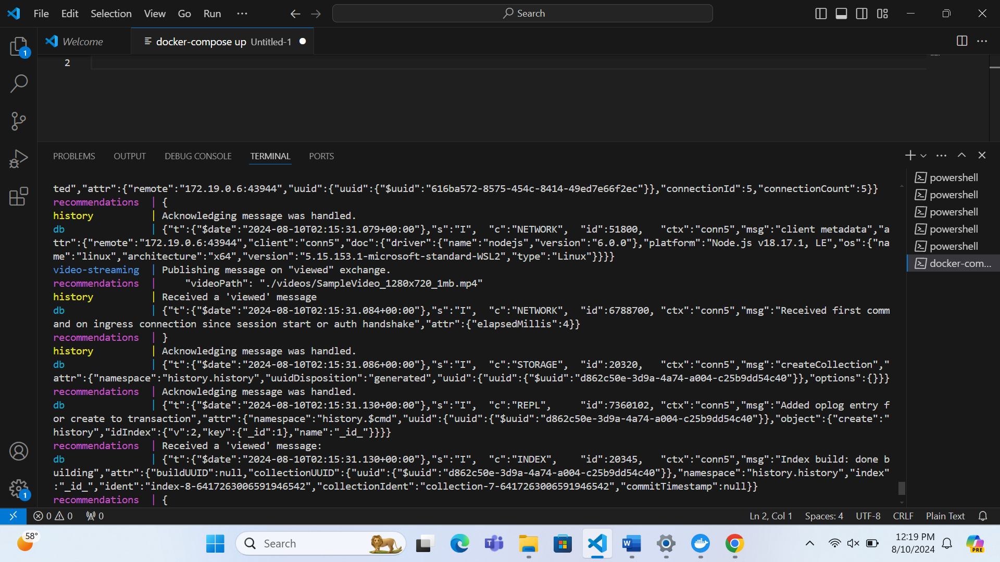 File Edit Selection View Go Run ··· Search
Welcome docker-compose up Untitled-1
1
2
PROBLEMS OUTPUT DEBUG CONSOLE TERMINAL PORTS
ted","attr":{"remote":"172.19.0.6:43944","uuid":{"uuid":{"$uuid":"616ba572-8575-454c-8414-49ed7e66f2ec"}},"connectionId":5,"connectionCount":5}}
recommendations | {
history | Acknowledging message was handled.
db | {"t":{"$date":"2024-08-10T02:15:31.079+00:00"},"s":"I", "c":"NETWORK", "id":51800, "ctx":"conn5","msg":"client metadata","a
ttr":{"remote":"172.19.0.6:43944","client":"conn5","doc":{"driver":{"name":"nodejs","version":"6.0.0"},"platform":"Node.js v18.17.1, LE","os":{"na
me":"linux","architecture":"x64","version":"5.15.153.1-microsoft-standard-WSL2","type":"Linux"}}}}
video-streaming | Publishing message on "viewed" exchange.
recommendations | "videoPath": "./videos/SampleVideo_1280x720_1mb.mp4"
history | Received a 'viewed' message
db | {"t":{"$date":"2024-08-10T02:15:31.084+00:00"},"s":"I", "c":"NETWORK", "id":6788700, "ctx":"conn5","msg":"Received first comm
and on ingress connection since session start or auth handshake","attr":{"elapsedMillis":4}}
recommendations | }
history | Acknowledging message was handled.
db | {"t":{"$date":"2024-08-10T02:15:31.086+00:00"},"s":"I", "c":"STORAGE", "id":20320, "ctx":"conn5","msg":"createCollection","
attr":{"namespace":"history.history","uuidDisposition":"generated","uuid":{"uuid":{"$uuid":"d862c50e-3d9a-4a74-a004-c25b9dd54c40"}},"options":{}}}
recommendations | Acknowledging message was handled.
db | {"t":{"$date":"2024-08-10T02:15:31.130+00:00"},"s":"I", "c":"REPL", "id":7360102, "ctx":"conn5","msg":"Added oplog entry f
or create to transaction","attr":{"namespace":"history.$cmd","uuid":{"uuid":{"$uuid":"d862c50e-3d9a-4a74-a004-c25b9dd54c40"}},"object":{"create":"
history","idIndex":{"v":2,"key":{"_id":1},"name":"_id_"}}}}
recommendations | Received a 'viewed' message:
db | {"t":{"$date":"2024-08-10T02:15:31.130+00:00"},"s":"I", "c":"INDEX", "id":20345, "ctx":"conn5","msg":"Index build: done b
uilding","attr":{"buildUUID":null,"collectionUUID":{"uuid":{"$uuid":"d862c50e-3d9a-4a74-a004-c25b9dd54c40"}},"namespace":"history.history","index"
:"_id_","ident":"index-8-6417263006591946542","collectionIdent":"collection-7-6417263006591946542","commitTimestamp":null}}
recommendations | {
powershell
powershell
powershell
powershell
powershell
docker-com...
1
0 0 0 Ln 2, Col 1 Spaces: 4 UTF-8 CRLF Plain Text
58° Search 12:19 PM
8/10/2024
PRE